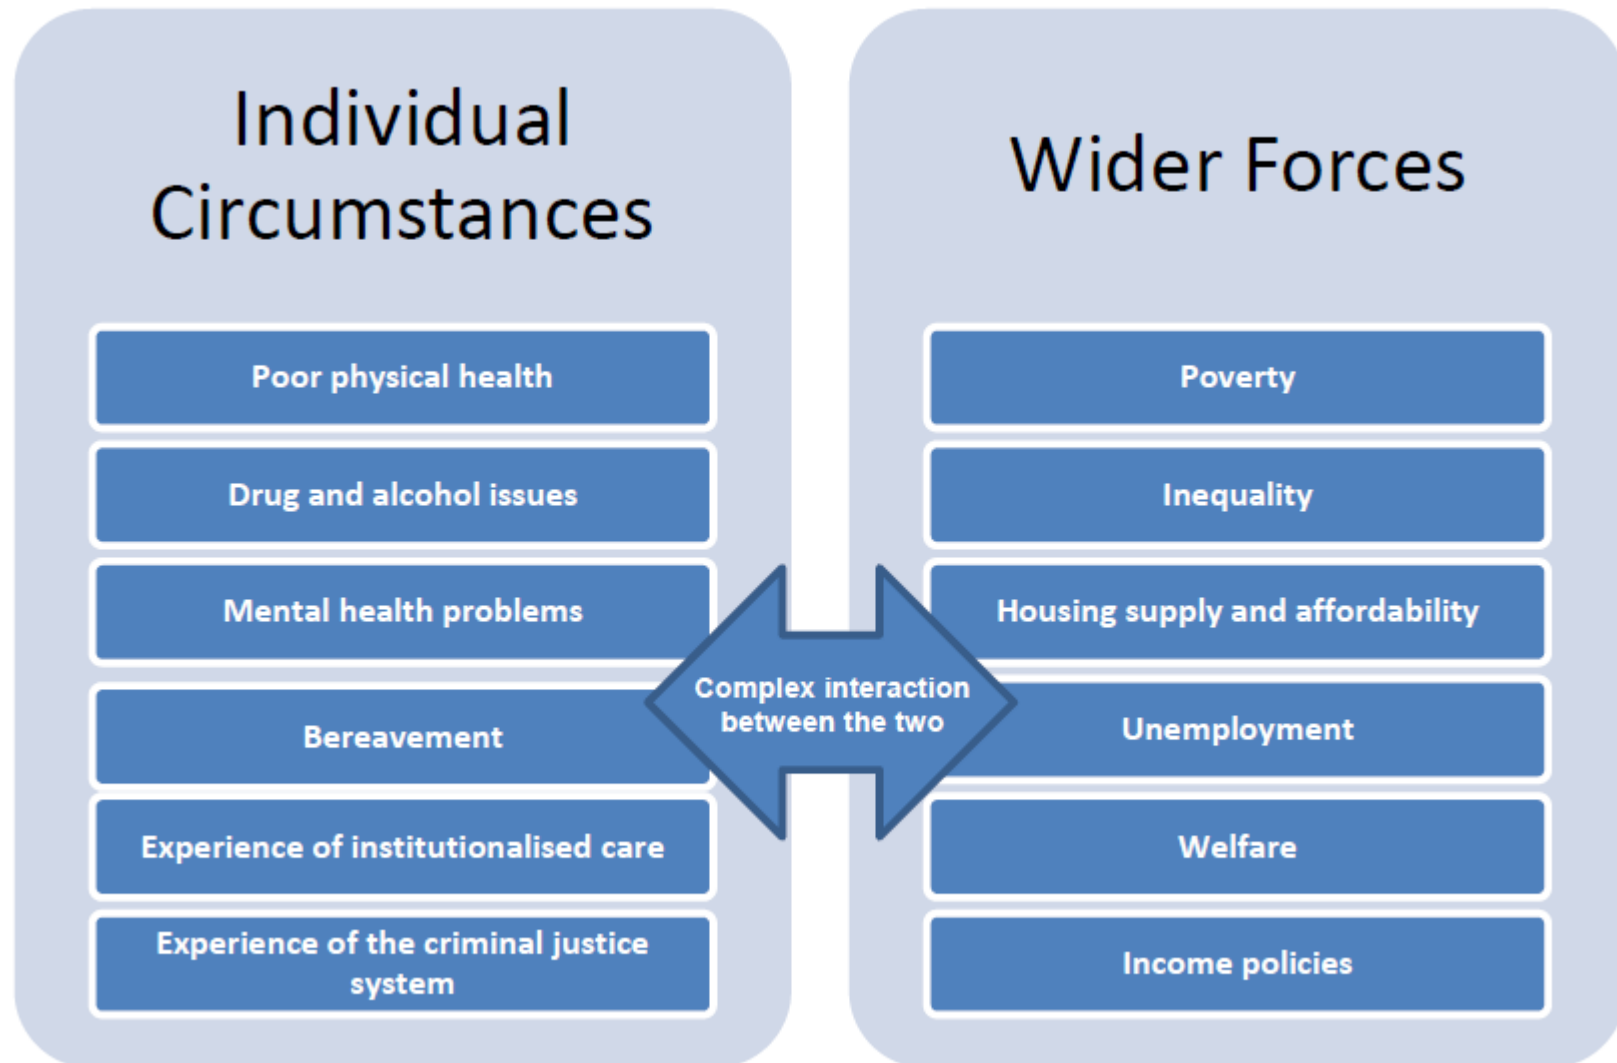 Individual
Circumstances
Poor physical health
Drug and alcohol issues
Mental health problems
Bereavement
Experience of institutionalised care
Experience of the criminal justice
system
Complex interaction
between the two
Wider Forces
Poverty
Inequality
Housing supply and affordability
Unemployment
Welfare
Income policies